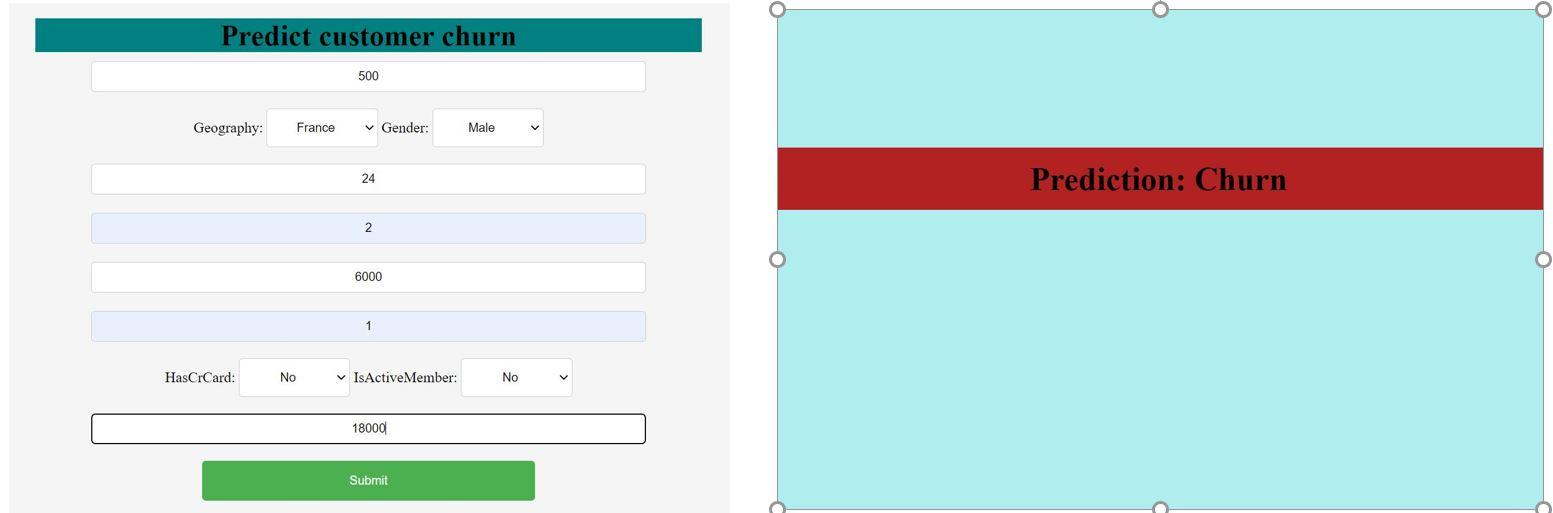 Predict customer churn
500
Geography: France Gender: Male
24
2
6000
1
HasCrCard: No IsActiveMember: No
18000
Submit
Prediction: Churn